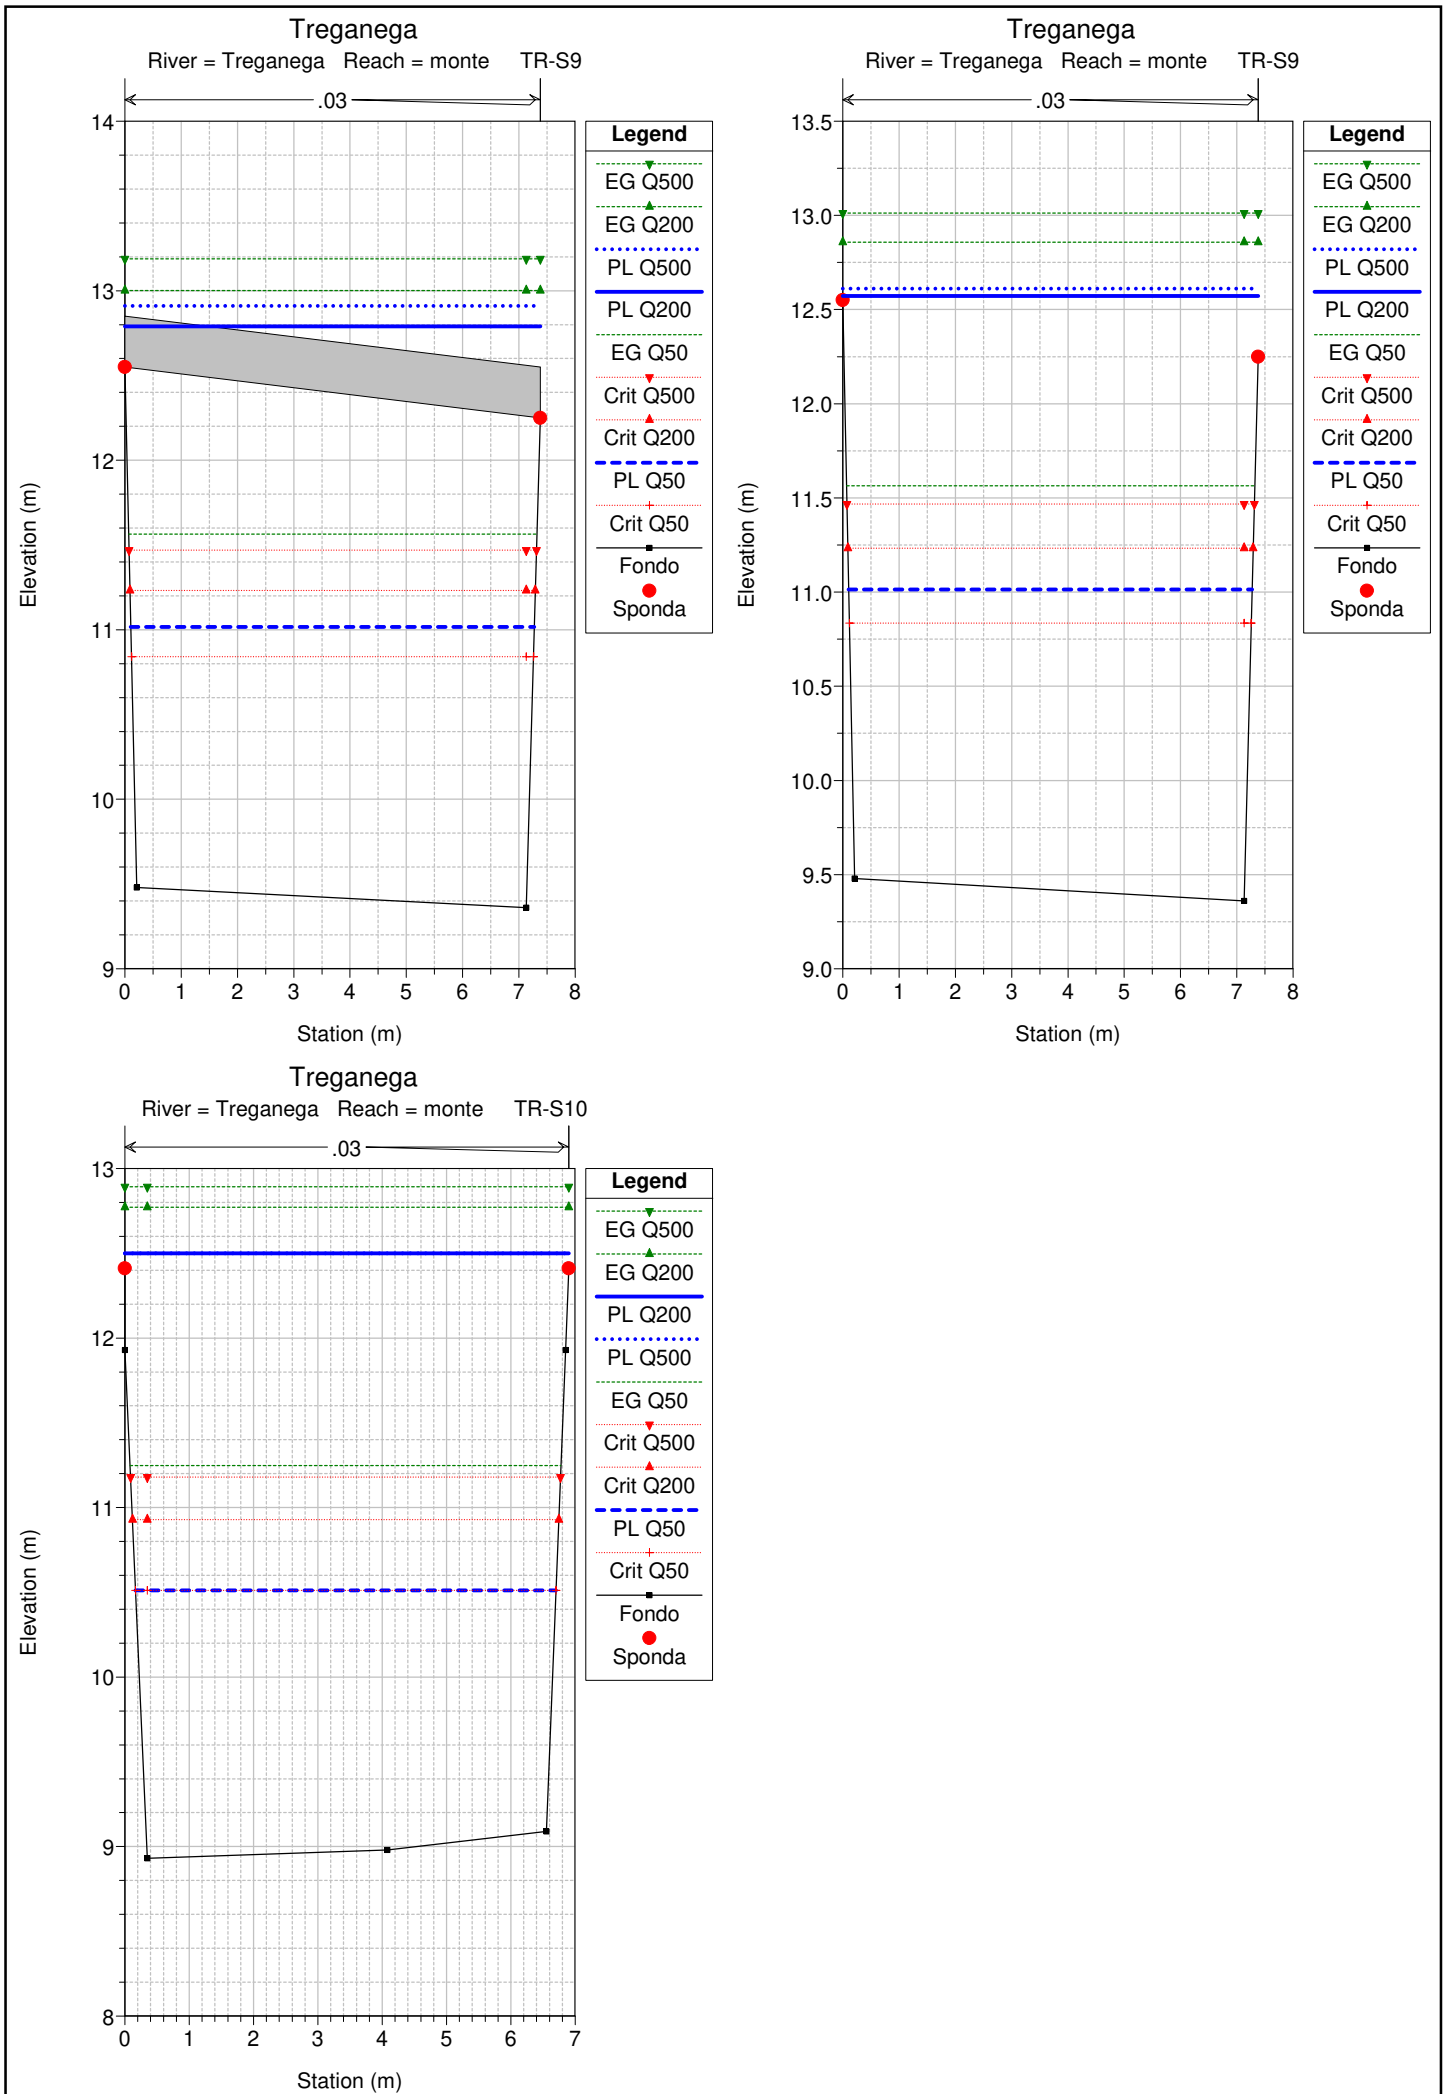 Treganega
River = Treganega Reach = monte TR-S9
.03
14
13
12
11
10
9
0 1 2 3 4 5 6 7 8
Elevation (m)
Station (m)
Legend
EG Q500
EG Q200
PL Q500
PL Q200
EG Q50
Crit Q500
Crit Q200
PL Q50
Crit Q50
Fondo
Sponda
Treganega
River = Treganega Reach = monte TR-S9
.03
13.5
13.0
12.5
12.0
11.5
11.0
10.5
10.0
9.5
9.0
0 1 2 3 4 5 6 7 8
Elevation (m)
Station (m)
Legend
EG Q500
EG Q200
PL Q500
PL Q200
EG Q50
Crit Q500
Crit Q200
PL Q50
Crit Q50
Fondo
Sponda
Treganega
River = Treganega Reach = monte TR-S10
.03
13
12
11
10
9
8
0 1 2 3 4 5 6 7
Elevation (m)
Station (m)
Legend
EG Q500
EG Q200
PL Q200
PL Q500
EG Q50
Crit Q500
Crit Q200
PL Q50
Crit Q50
Fondo
Sponda